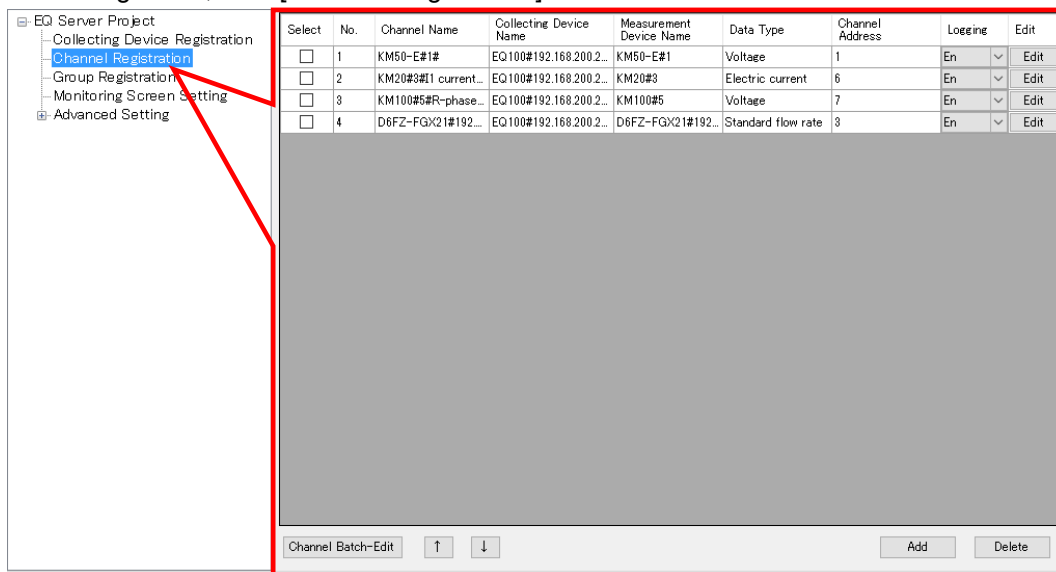 EQ Server Project
Collecting Device Registration
Channel Registration
Group Registration
Monitoring Screen Setting
Advanced Setting
Select No. Channel Name Collecting Device Name Measurement Device Name Data Type Channel Address Logging Edit
1 KM50-E#1# EQ100#192.168.200.2... KM50-E#1 Voltage 1 En Edit
2 KM20#3#I1 current... EQ100#192.168.200.2... KM20#3 Electric current 6 En Edit
3 KM100#5#R-phase... EQ100#192.168.200.2... KM100#5 Voltage 7 En Edit
4 D6FZ-FGX21#192... EQ100#192.168.200.2... D6FZ-FGX21#192... Standard flow rate 3 En Edit
Channel Batch-Edit ↑ ↓ Add Delete